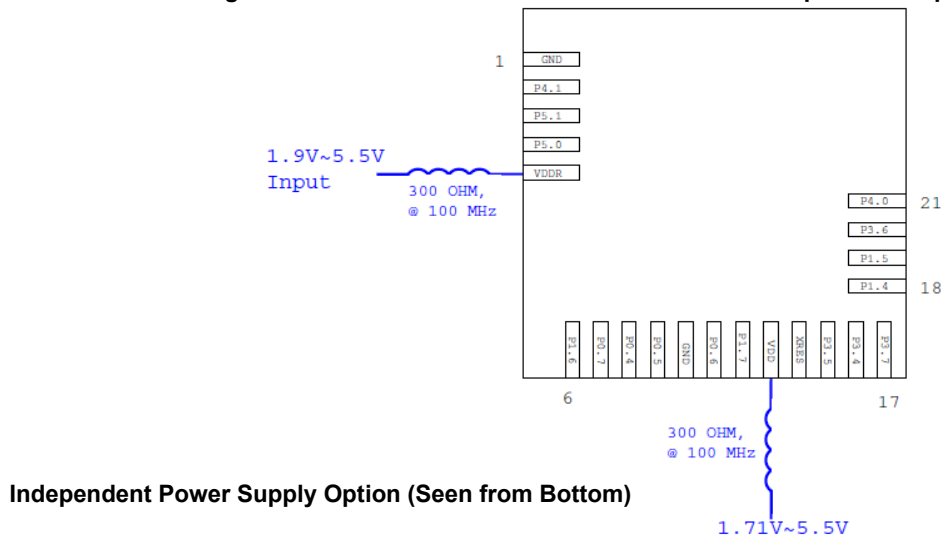 1 GND
P4.1
P5.1
P5.0
1.9V~5.5V
Input
VDDR
300 OHM,
@ 100 MHz
P4.0 21
P3.6
P1.5
P1.4 18
P1.6 P0.7 P0.4 P0.5 GND P0.6 P1.7 VDD XRES P3.5 P3.4 P3.7
6 17
300 OHM,
@ 100 MHz
Independent Power Supply Option (Seen from Bottom)
1.71V~5.5V